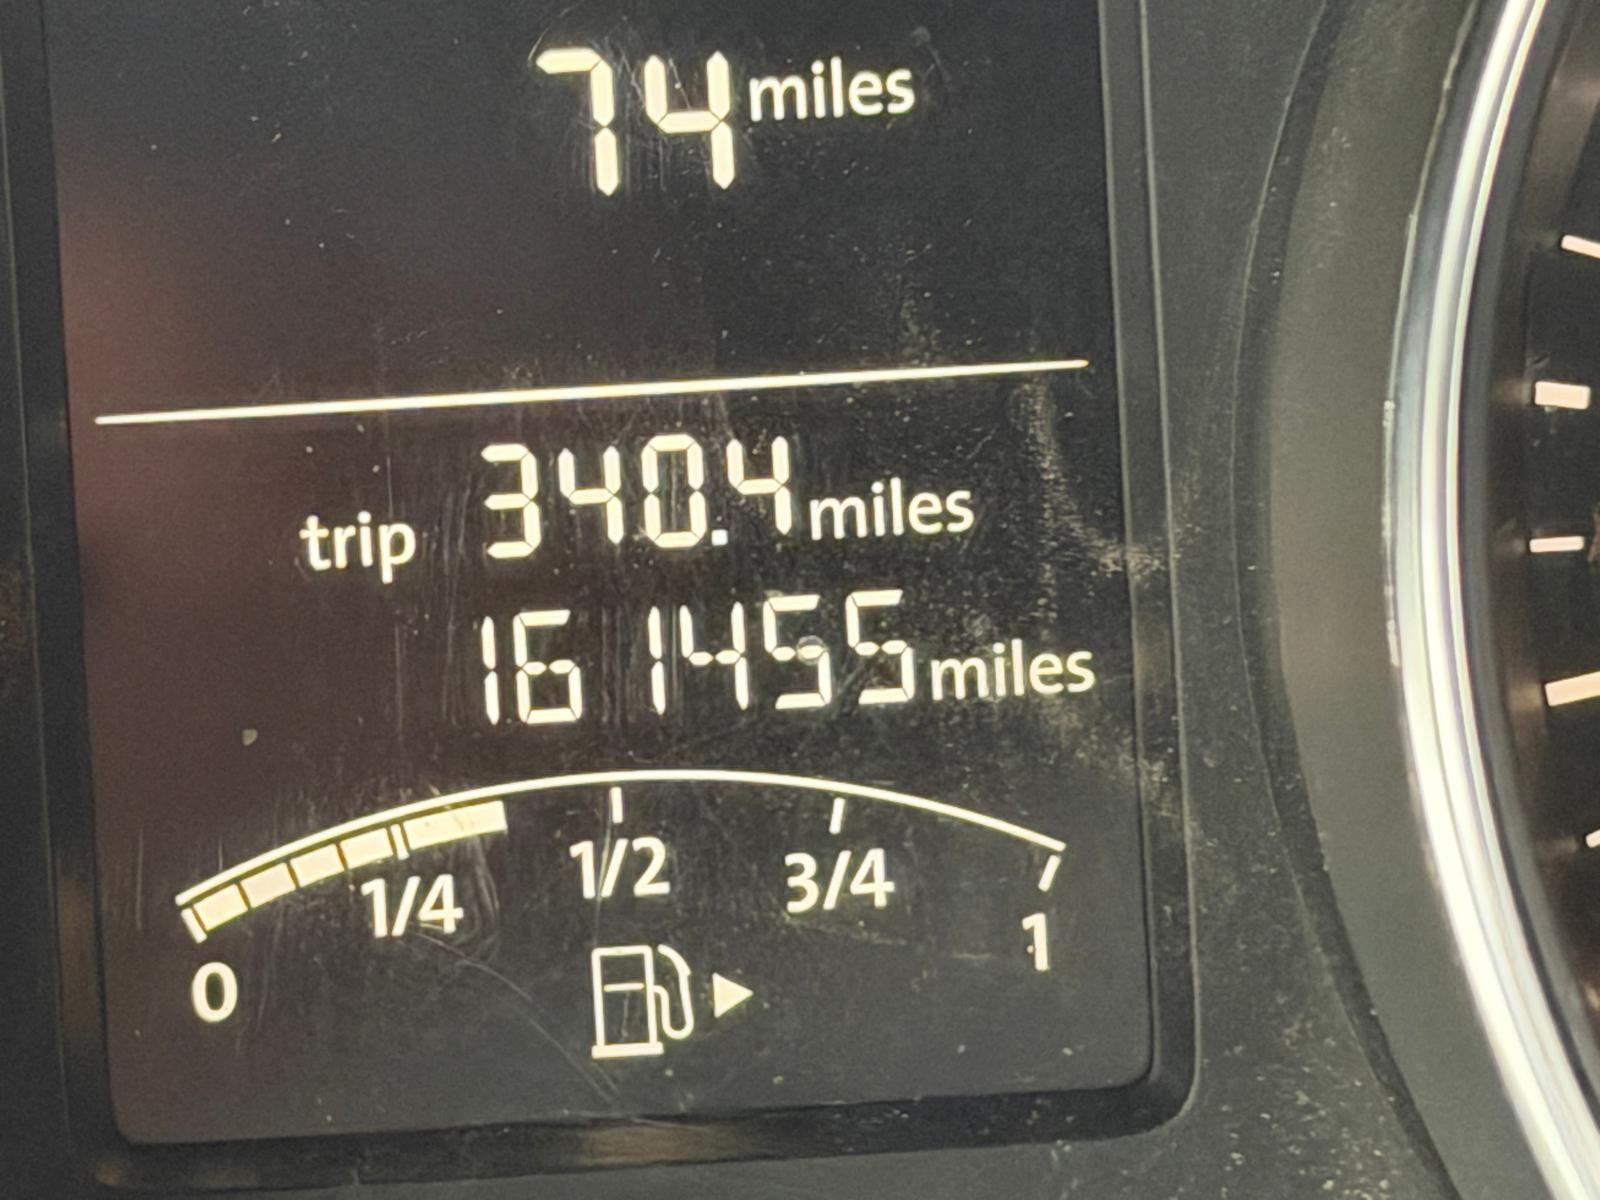 74 miles
trip 340.4 miles
161455 miles
0 1/4 1/2 3/4 1